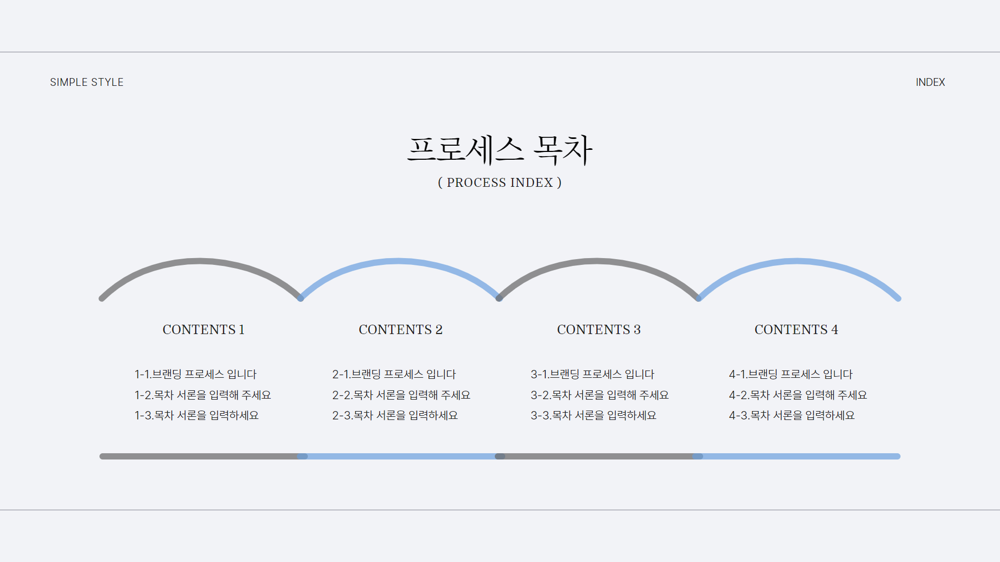 SIMPLE STYLE
INDEX
프로세스 목차
( PROCESS INDEX )
CONTENTS 1
1-1.브랜딩 프로세스 입니다
1-2.목차 서론을 입력해 주세요
1-3.목차 서론을 입력하세요
CONTENTS 2
2-1.브랜딩 프로세스 입니다
2-2.목차 서론을 입력해 주세요
2-3.목차 서론을 입력하세요
CONTENTS 3
3-1.브랜딩 프로세스 입니다
3-2.목차 서론을 입력해 주세요
3-3.목차 서론을 입력하세요
CONTENTS 4
4-1.브랜딩 프로세스 입니다
4-2.목차 서론을 입력해 주세요
4-3.목차 서론을 입력하세요